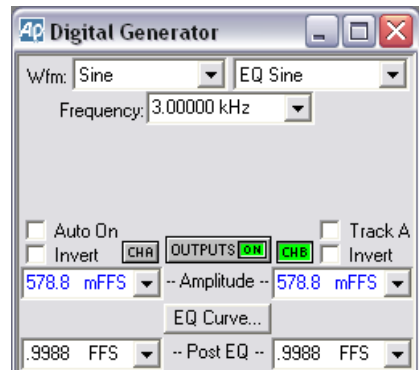 Ap Digital Generator
Wfm: Sine EQ Sine
Frequency: 3.00000 kHz
Auto On Track A
Invert CHA OUTPUTS ON CHB Invert
578.8 mFFS -- Amplitude -- 578.8 mFFS
EQ Curve...
.9988 FFS -- Post EQ -- .9988 FFS